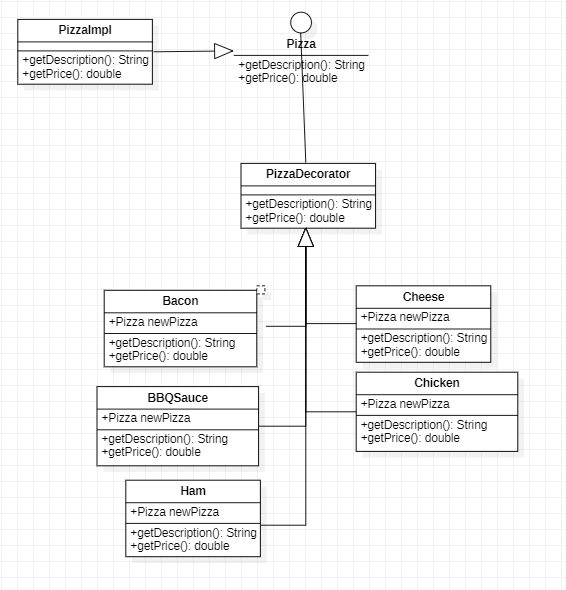 PizzaImpl
+getDescription(): String
+getPrice(): double
Pizza
+getDescription(): String
+getPrice(): double
PizzaDecorator
+getDescription(): String
+getPrice(): double
Bacon
+Pizza newPizza
+getDescription(): String
+getPrice(): double
Cheese
+Pizza newPizza
+getDescription(): String
+getPrice(): double
BBQSauce
+Pizza newPizza
+getDescription(): String
+getPrice(): double
Chicken
+Pizza newPizza
+getDescription(): String
+getPrice(): double
Ham
+Pizza newPizza
+getDescription(): String
+getPrice(): double